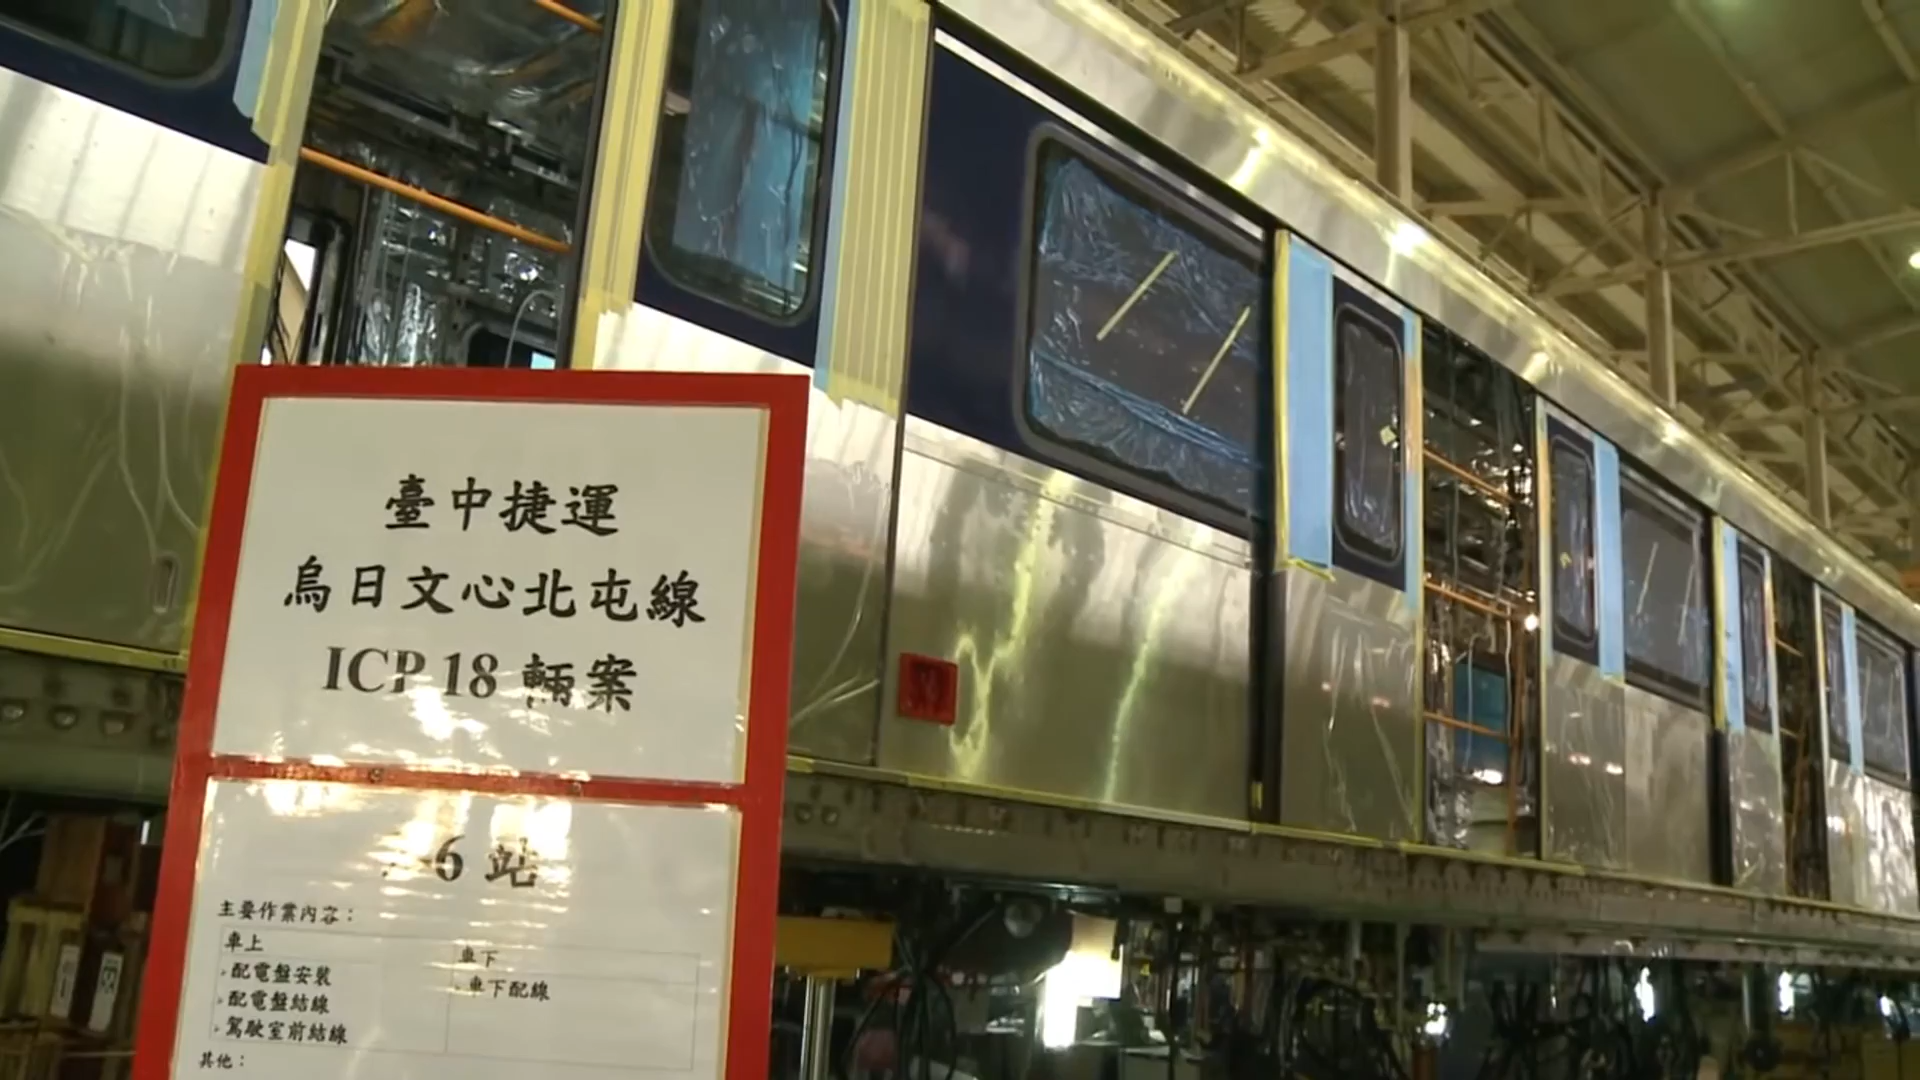 臺中捷運
烏日文心北屯線
ICP 18 輛案
6 站
主要作業內容：
車上
車下
配電盤安裝
車下配線
配電盤結線
駕駛室前結線
其他：